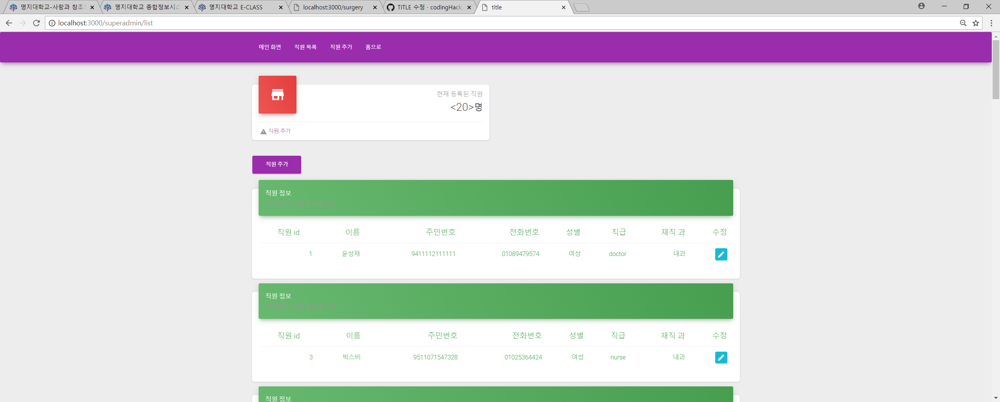 명지대학교-사랑과 창조의
명지대학교 종합정보시스
명지대학교 E-CLASS
localhost:3000/surgery
TITLE 수정 · codingHack
title
localhost:3000/superadmin/list
메인 화면 직원 목록 직원 추가 홈으로
현재 등록된 직원
<20>명
직원 추가
직원 추가
직원 정보
직원 id 이름 주민번호 전화번호 성별 직급 재직 과 수정
1 윤성재 9411112111111 01089479574 여성 doctor 내과
직원 정보
직원 id 이름 주민번호 전화번호 성별 직급 재직 과 수정
3 빅스비 9511071547328 01025364424 여성 nurse 내과
직원 정보